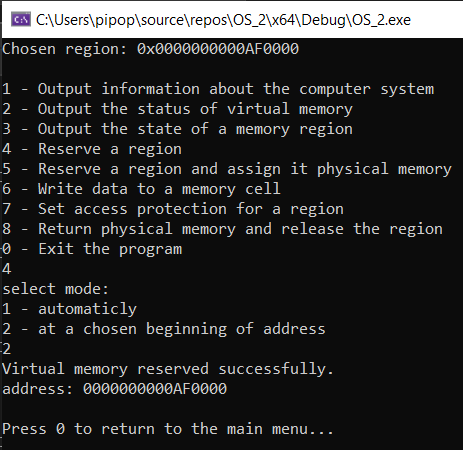 C:\Users\pipop\source\repos\OS_2\x64\Debug\OS_2.exe
Chosen region: 0x0000000000AF0000
1 - Output information about the computer system
2 - Output the status of virtual memory
3 - Output the state of a memory region
4 - Reserve a region
5 - Reserve a region and assign it physical memory
6 - Write data to a memory cell
7 - Set access protection for a region
8 - Return physical memory and release the region
0 - Exit the program
4
select mode:
1 - automaticly
2 - at a chosen beginning of address
2
Virtual memory reserved successfully.
address: 0000000000AF0000
Press 0 to return to the main menu...